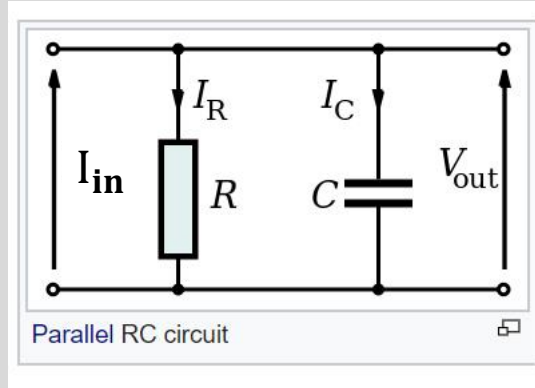 I_R
I_C
I_in
R
C
V_out
Parallel RC circuit